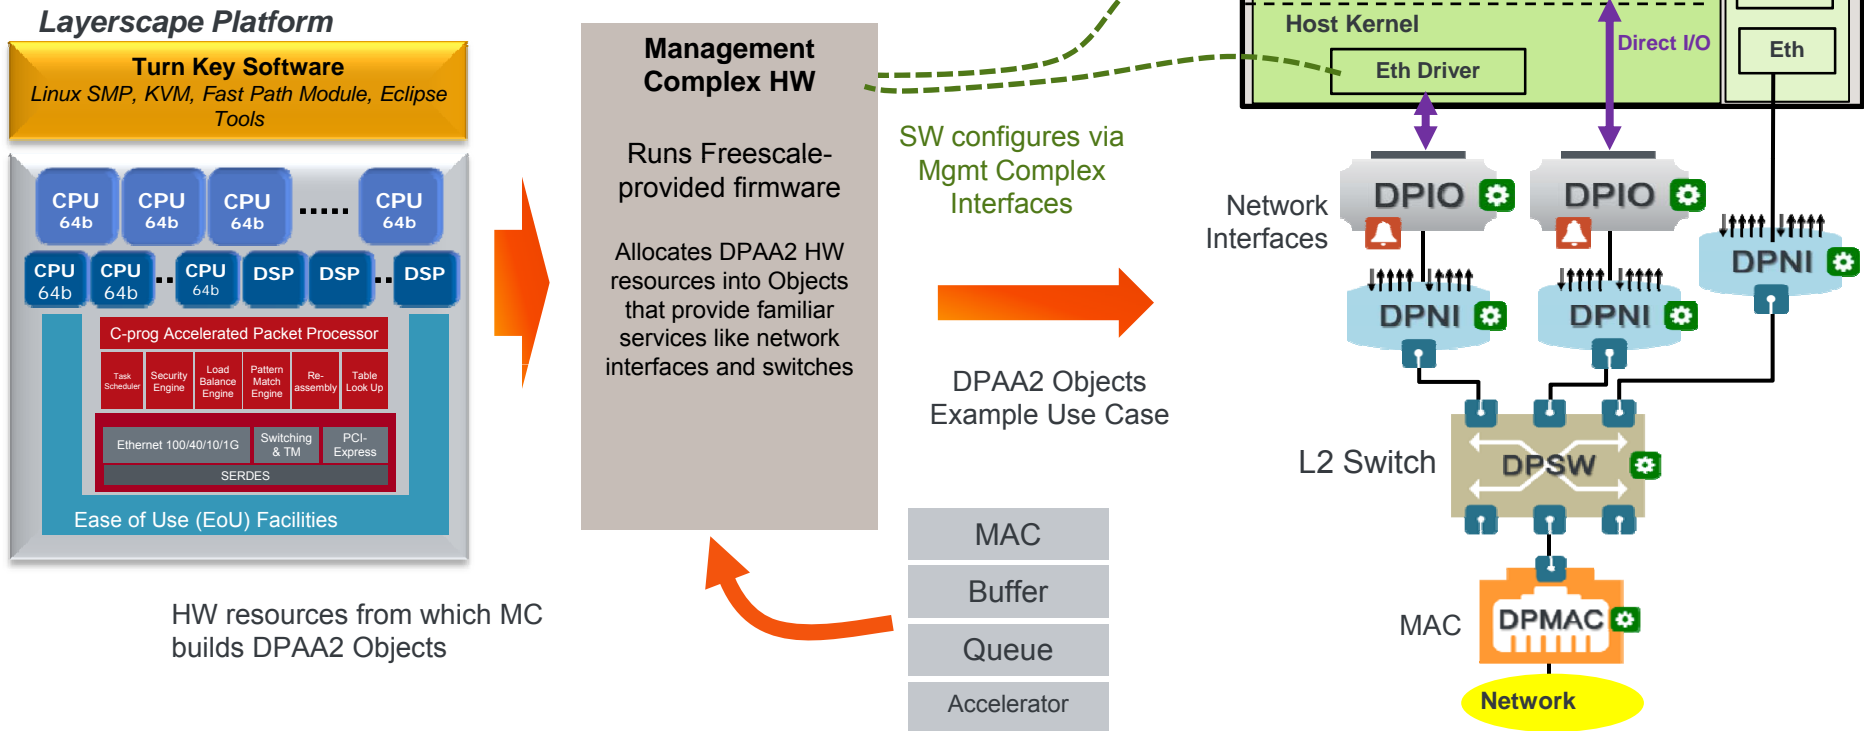 Layerscape Platform
Turn Key Software
Linux SMP, KVM, Fast Path Module, Eclipse
Tools
CPU
64b
CPU
64b
CPU
64b
.....
CPU
64b
CPU
64b
CPU
64b
..
CPU
64b
DSP
DSP
..
DSP
C-prog Accelerated Packet Processor
Task
Scheduler
Security
Engine
Load
Balance
Engine
Pattern
Match
Engine
Re-
assembly
Table
Look Up
Ethernet 100/40/10/1G
Switching
& TM
PCI-
Express
SERDES
Ease of Use (EoU) Facilities
HW resources from which MC
builds DPAA2 Objects
Management
Complex HW
Runs Freescale-
provided firmware
Allocates DPAA2 HW
resources into Objects
that provide familiar
services like network
interfaces and switches
SW configures via
Mgmt Complex
Interfaces
DPAA2 Objects
Example Use Case
MAC
Buffer
Queue
Accelerator
Host Kernel
Eth Driver
Direct I/O
Eth
Network
Interfaces
DPIO
DPIO
DPNI
DPNI
DPNI
L2 Switch
DPSW
MAC
DPMAC
Network